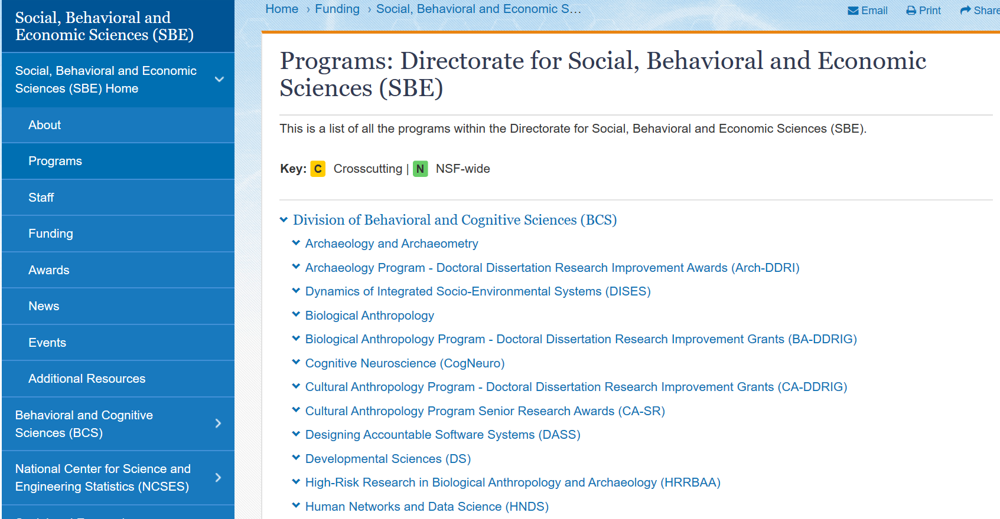 Social, Behavioral and
Economic Sciences (SBE)
Social, Behavioral and Economic
Sciences (SBE) Home
About
Programs
Staff
Funding
Awards
News
Events
Additional Resources
Behavioral and Cognitive
Sciences (BCS)
National Center for Science and
Engineering Statistics (NCSES)
Home › Funding › Social, Behavioral and Economic S...
Email Print Share
Programs: Directorate for Social, Behavioral and Economic
Sciences (SBE)
This is a list of all the programs within the Directorate for Social, Behavioral and Economic Sciences (SBE).
Key: C Crosscutting | N NSF-wide
Division of Behavioral and Cognitive Sciences (BCS)
Archaeology and Archaeometry
Archaeology Program - Doctoral Dissertation Research Improvement Awards (Arch-DDRI)
Dynamics of Integrated Socio-Environmental Systems (DISES)
Biological Anthropology
Biological Anthropology Program - Doctoral Dissertation Research Improvement Grants (BA-DDRIG)
Cognitive Neuroscience (CogNeuro)
Cultural Anthropology Program - Doctoral Dissertation Research Improvement Grants (CA-DDRIG)
Cultural Anthropology Program Senior Research Awards (CA-SR)
Designing Accountable Software Systems (DASS)
Developmental Sciences (DS)
High-Risk Research in Biological Anthropology and Archaeology (HRRBAA)
Human Networks and Data Science (HNDS)